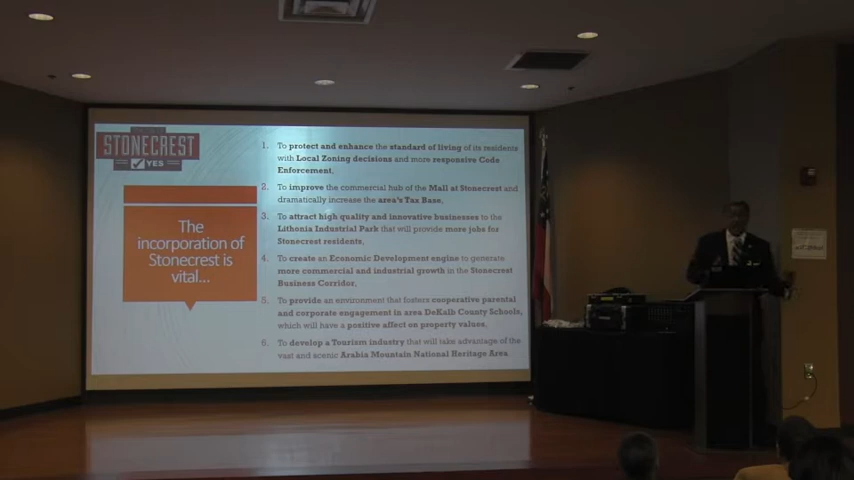 STONECREST
YES
The
incorporation of
Stonecrest is
vital...
1. To protect and enhance the standard of living of its residents
with Local Zoning decisions and more responsive Code
Enforcement,
2. To improve the commercial hub of the Mall at Stonecrest and
dramatically increase the area's Tax Base,
3. To attract high quality and innovative businesses to the
Lithonia Industrial Park that will provide more jobs for
Stonecrest residents,
4. To create an Economic Development engine to generate
more commercial and industrial growth in the Stonecrest
Business Corridor,
5. To provide an environment that fosters cooperative parental
and corporate engagement in area DeKalb County Schools,
which will have a positive affect on property values,
6. To develop a Tourism industry that will take advantage of the
vast and scenic Arabia Mountain National Heritage Area